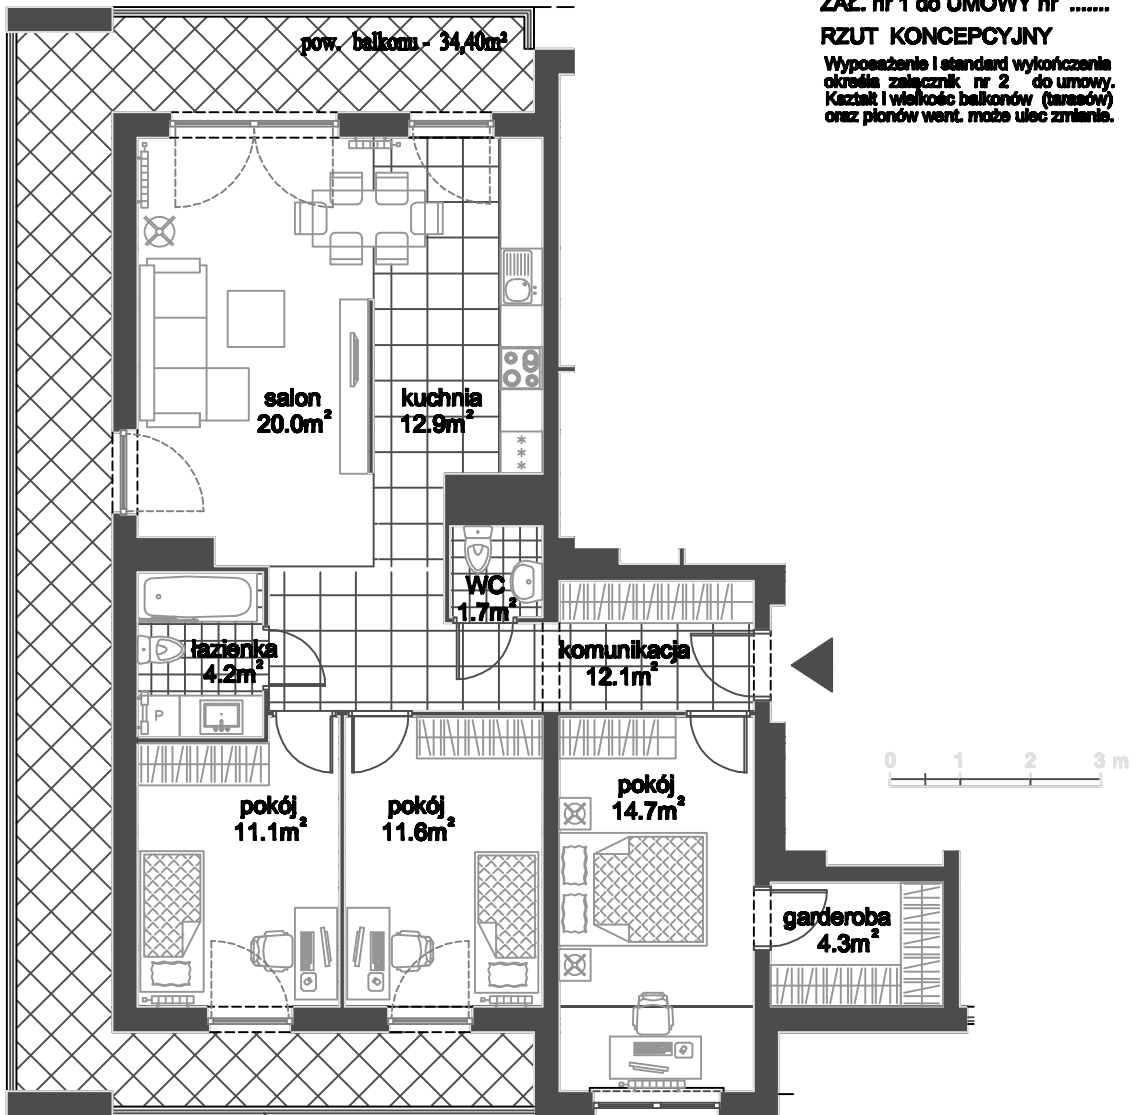 ZAŁ. nr 1 do UMOWY nr .......
RZUT KONCEPCYJNY
Wyposażenie i standard wykończenia
określa załącznik nr 2 do umowy.
Kształt i wielkość balkonów (tarasów)
oraz pionów went. może ulec zmianie.
pow. balkonu - 34,40m²
salon
20.0m²
kuchnia
12.9m²
WC
1.7m²
łazienka
4.2m²
P
komunikacja
12.1m²
0 1 2 3 m
pokój
11.1m²
pokój
11.6m²
pokój
14.7m²
garderoba
4.3m²